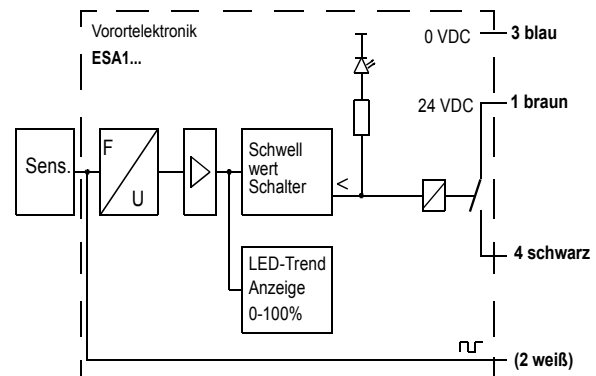 Vorortelektronik
ESA1...
0 VDC
3 blau
24 VDC
1 braun
Sens.
F
U
Schwell
wert
Schalter
<
4 schwarz
LED-Trend
Anzeige
0-100%
(2 weiß)